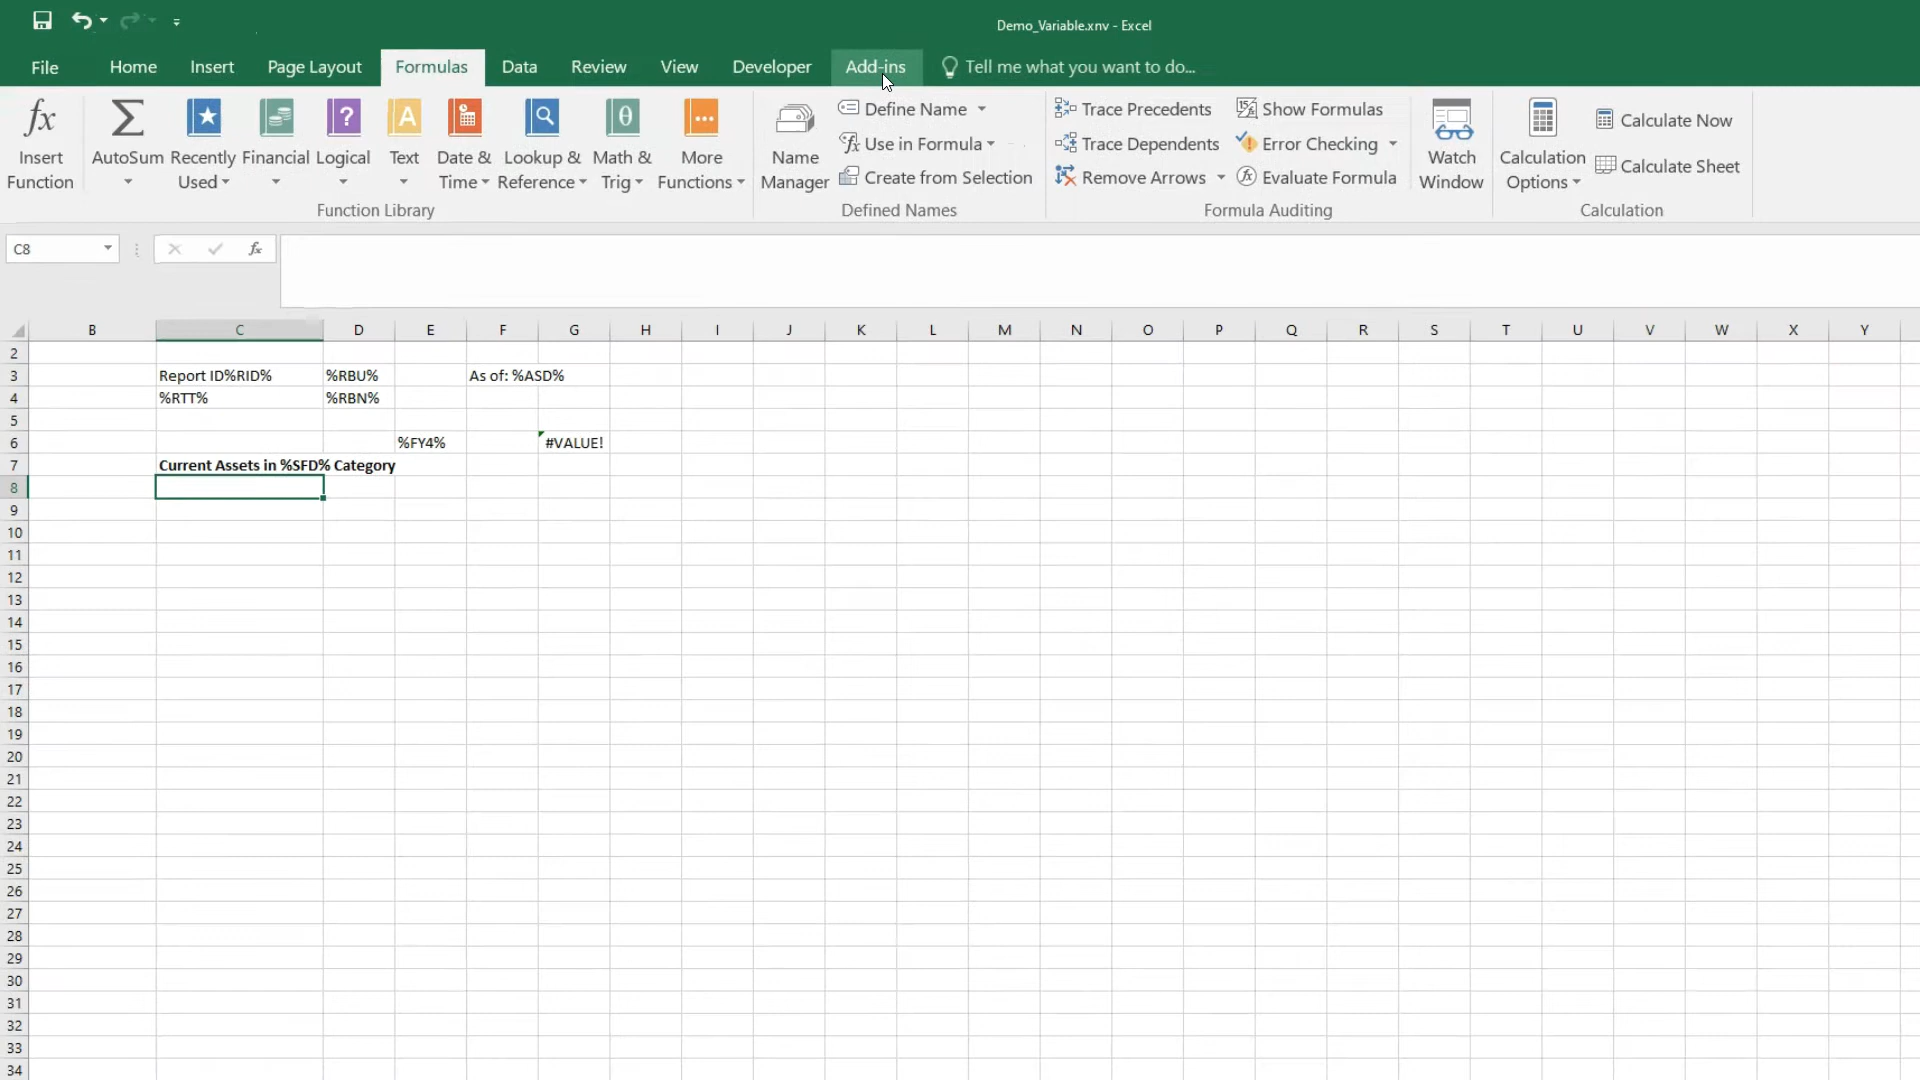 Demo_Variable.xnv - Excel
File Home Insert Page Layout Formulas Data Review View Developer Add-ins Tell me what you want to do...
Insert Function
AutoSum
Recently Used
Financial
Logical
Text
Date & Time
Lookup & Reference
Math & Trig
More Functions
Function Library
Name Manager
Define Name
Use in Formula
Create from Selection
Defined Names
Trace Precedents
Trace Dependents
Remove Arrows
Show Formulas
Error Checking
Evaluate Formula
Formula Auditing
Watch Window
Calculation Options
Calculate Now
Calculate Sheet
Calculation
C8
fx
B C D E F G H I J K L M N O P Q R S T U V W X Y
2
3 Report ID%RID% %RBU% As of: %ASD%
4 %RTT% %RBN%
5
6 %FY4% #VALUE!
7 Current Assets in %SFD% Category
8
9
10
11
12
13
14
15
16
17
18
19
20
21
22
23
24
25
26
27
28
29
30
31
32
33
34